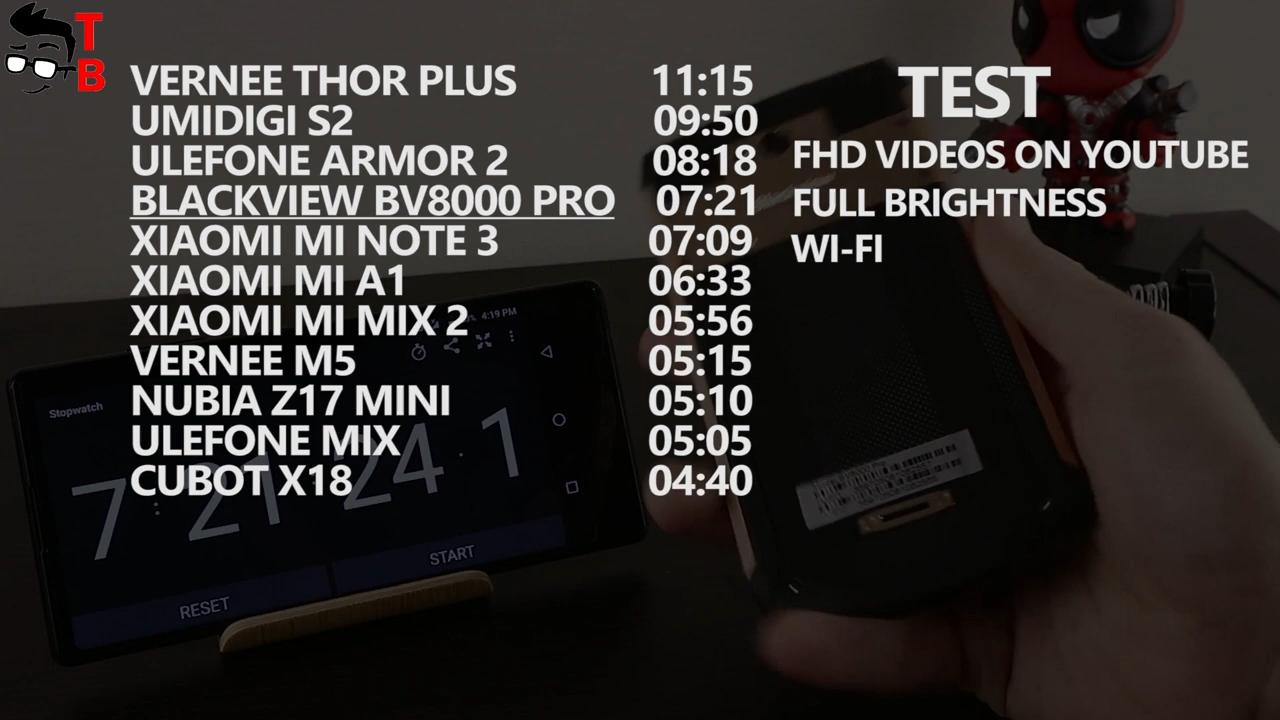 TB
VERNEE THOR PLUS 11:15
UMIDIGI S2 09:50
ULEFONE ARMOR 2 08:18
BLACKVIEW BV8000 PRO 07:21
XIAOMI MI NOTE 3 07:09
XIAOMI MI A1 06:33
XIAOMI MI MIX 2 05:56
VERNEE M5 05:15
NUBIA Z17 MINI 05:10
ULEFONE MIX 05:05
CUBOT X18 04:40
TEST
FHD VIDEOS ON YOUTUBE
FULL BRIGHTNESS
WI-FI
4:19 PM
Stopwatch
7:21:24.1
RESET START